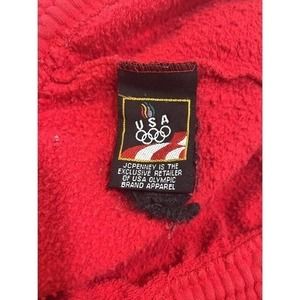 USA
JCPENNEY IS THE
EXCLUSIVE RETAILER
OF USA OLYMPIC
BRAND APPAREL